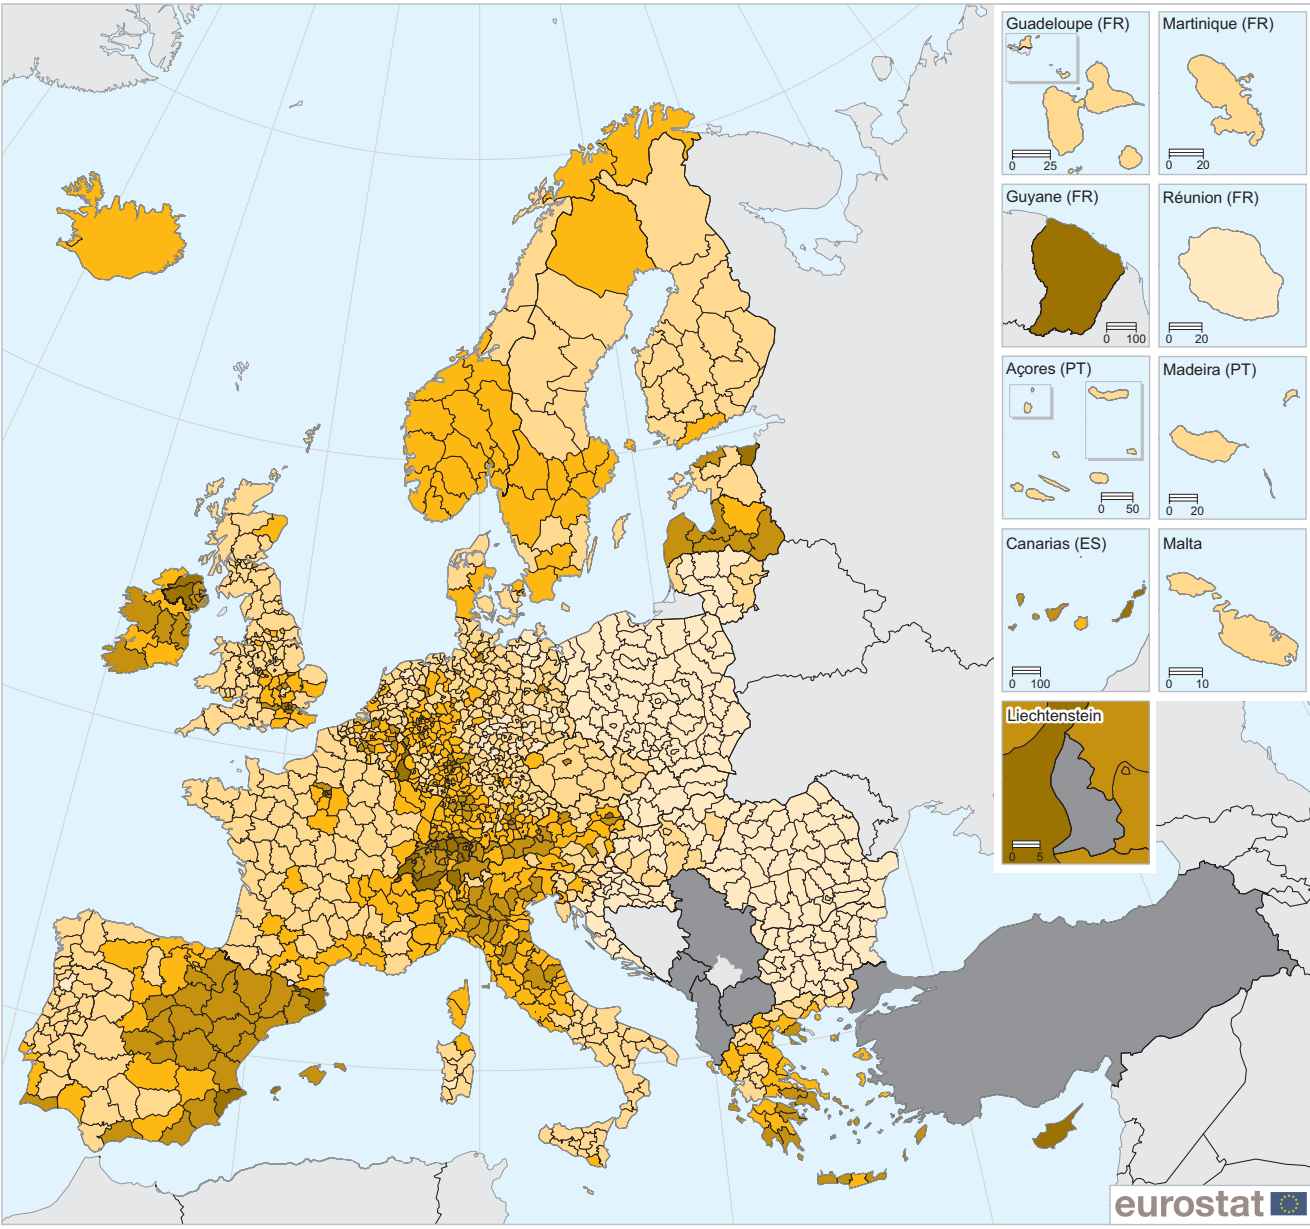 Guadeloupe (FR)
0 25
Martinique (FR)
0 20
Guyane (FR)
0 100
Réunion (FR)
0 20
Açores (PT)
0 50
Madeira (PT)
0 20
Canarias (ES)
0 100
Malta
0 10
Liechtenstein
0 5
eurostat